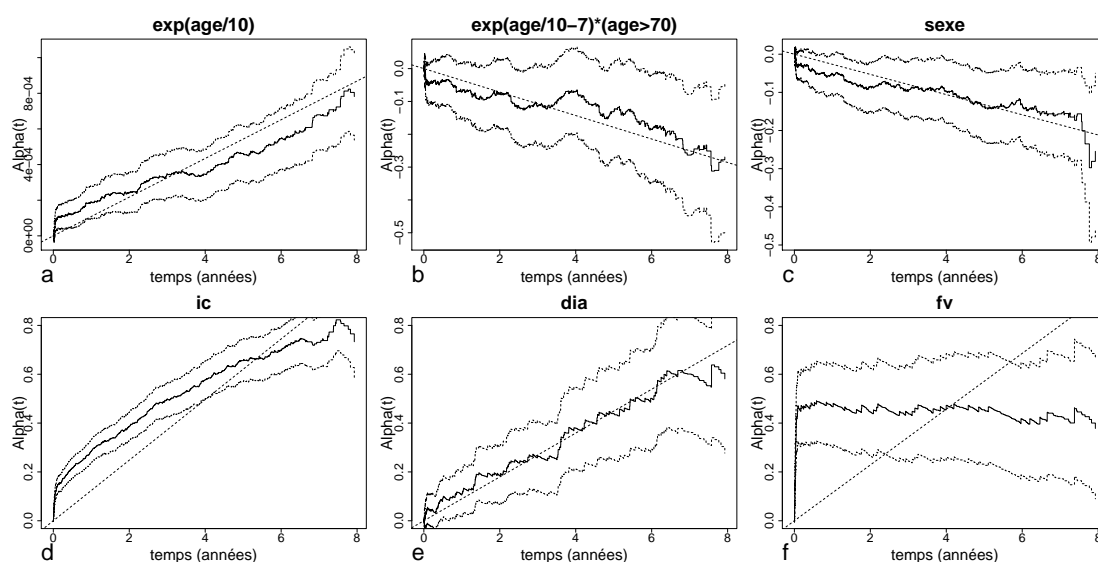 exp(age/10)
exp(age/10−7)*(age>70)
sexe
Alpha(t)
0e+00 4e−04 8e−04
0 2 4 6 8
temps (années)
a
Alpha(t)
−0.5 −0.3 −0.1 0.0
0 2 4 6 8
temps (années)
b
Alpha(t)
−0.5 −0.4 −0.3 −0.2 −0.1 0.0
0 2 4 6 8
temps (années)
c
ic
dia
fv
Alpha(t)
0.0 0.2 0.4 0.6 0.8
0 2 4 6 8
temps (années)
d
Alpha(t)
0.0 0.2 0.4 0.6 0.8
0 2 4 6 8
temps (années)
e
Alpha(t)
0.0 0.2 0.4 0.6 0.8
0 2 4 6 8
temps (années)
f